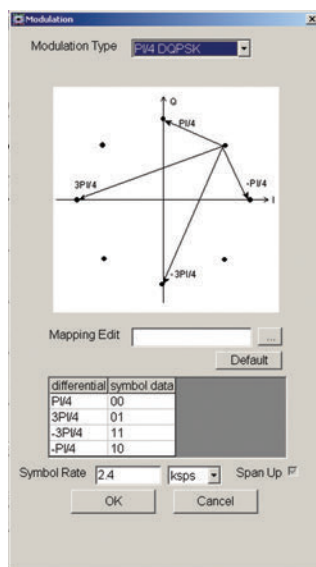 Modulation
Modulation Type PI/4 DQPSK
Q
PI/4
3PI/4
-PI/4
I
-3PI/4
Mapping Edit ...
Default
differential symbol data
PI/4 00
3PI/4 01
-3PI/4 11
-PI/4 10
Symbol Rate 2.4 ksps Span Up
OK Cancel